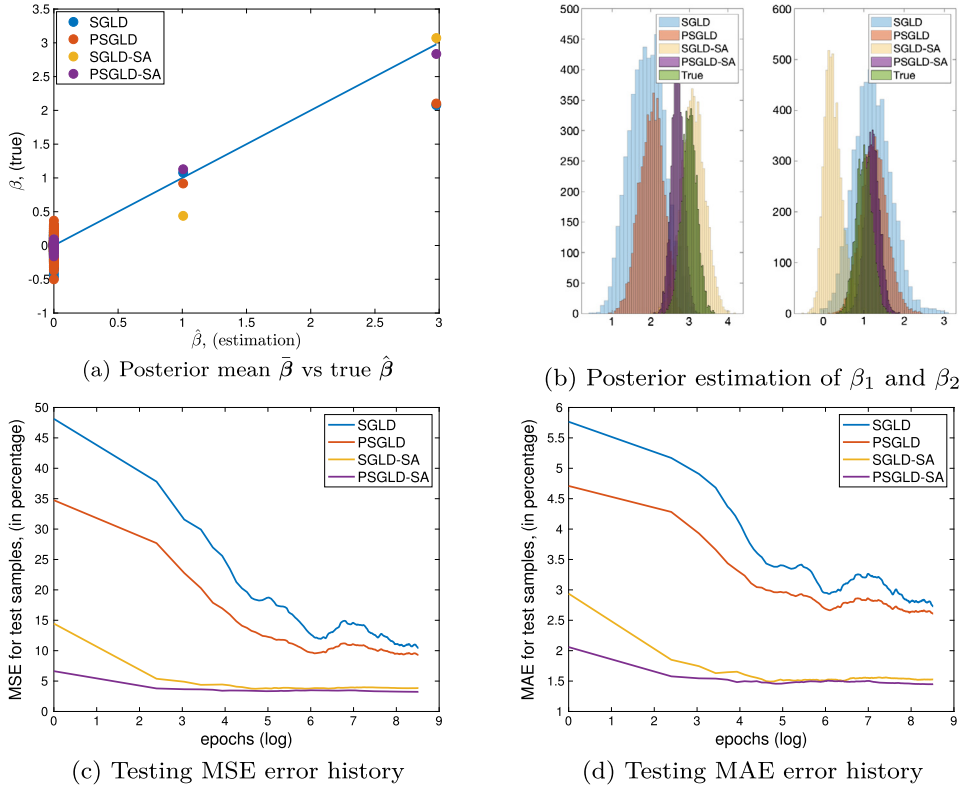 SGLD
PSGLD
SGLD-SA
PSGLD-SA
β, (true)
3.5
3
2.5
2
1.5
1
0.5
0
-0.5
-1
0 0.5 1 1.5 2 2.5 3
β̂, (estimation)
(a) Posterior mean β̄ vs true β̂
500
450
400
350
300
250
200
150
100
50
0
1 2 3 4
SGLD
PSGLD
SGLD-SA
PSGLD-SA
True
600
500
400
300
200
100
0
0 1 2 3
SGLD
PSGLD
SGLD-SA
PSGLD-SA
True
(b) Posterior estimation of β₁ and β₂
MSE for test samples, (in percentage)
50
45
40
35
30
25
20
15
10
5
0
0 1 2 3 4 5 6 7 8 9
epochs (log)
SGLD
PSGLD
SGLD-SA
PSGLD-SA
(c) Testing MSE error history
MAE for test samples, (in percentage)
6
5.5
5
4.5
4
3.5
3
2.5
2
1.5
1
0 1 2 3 4 5 6 7 8 9
epochs (log)
SGLD
PSGLD
SGLD-SA
PSGLD-SA
(d) Testing MAE error history